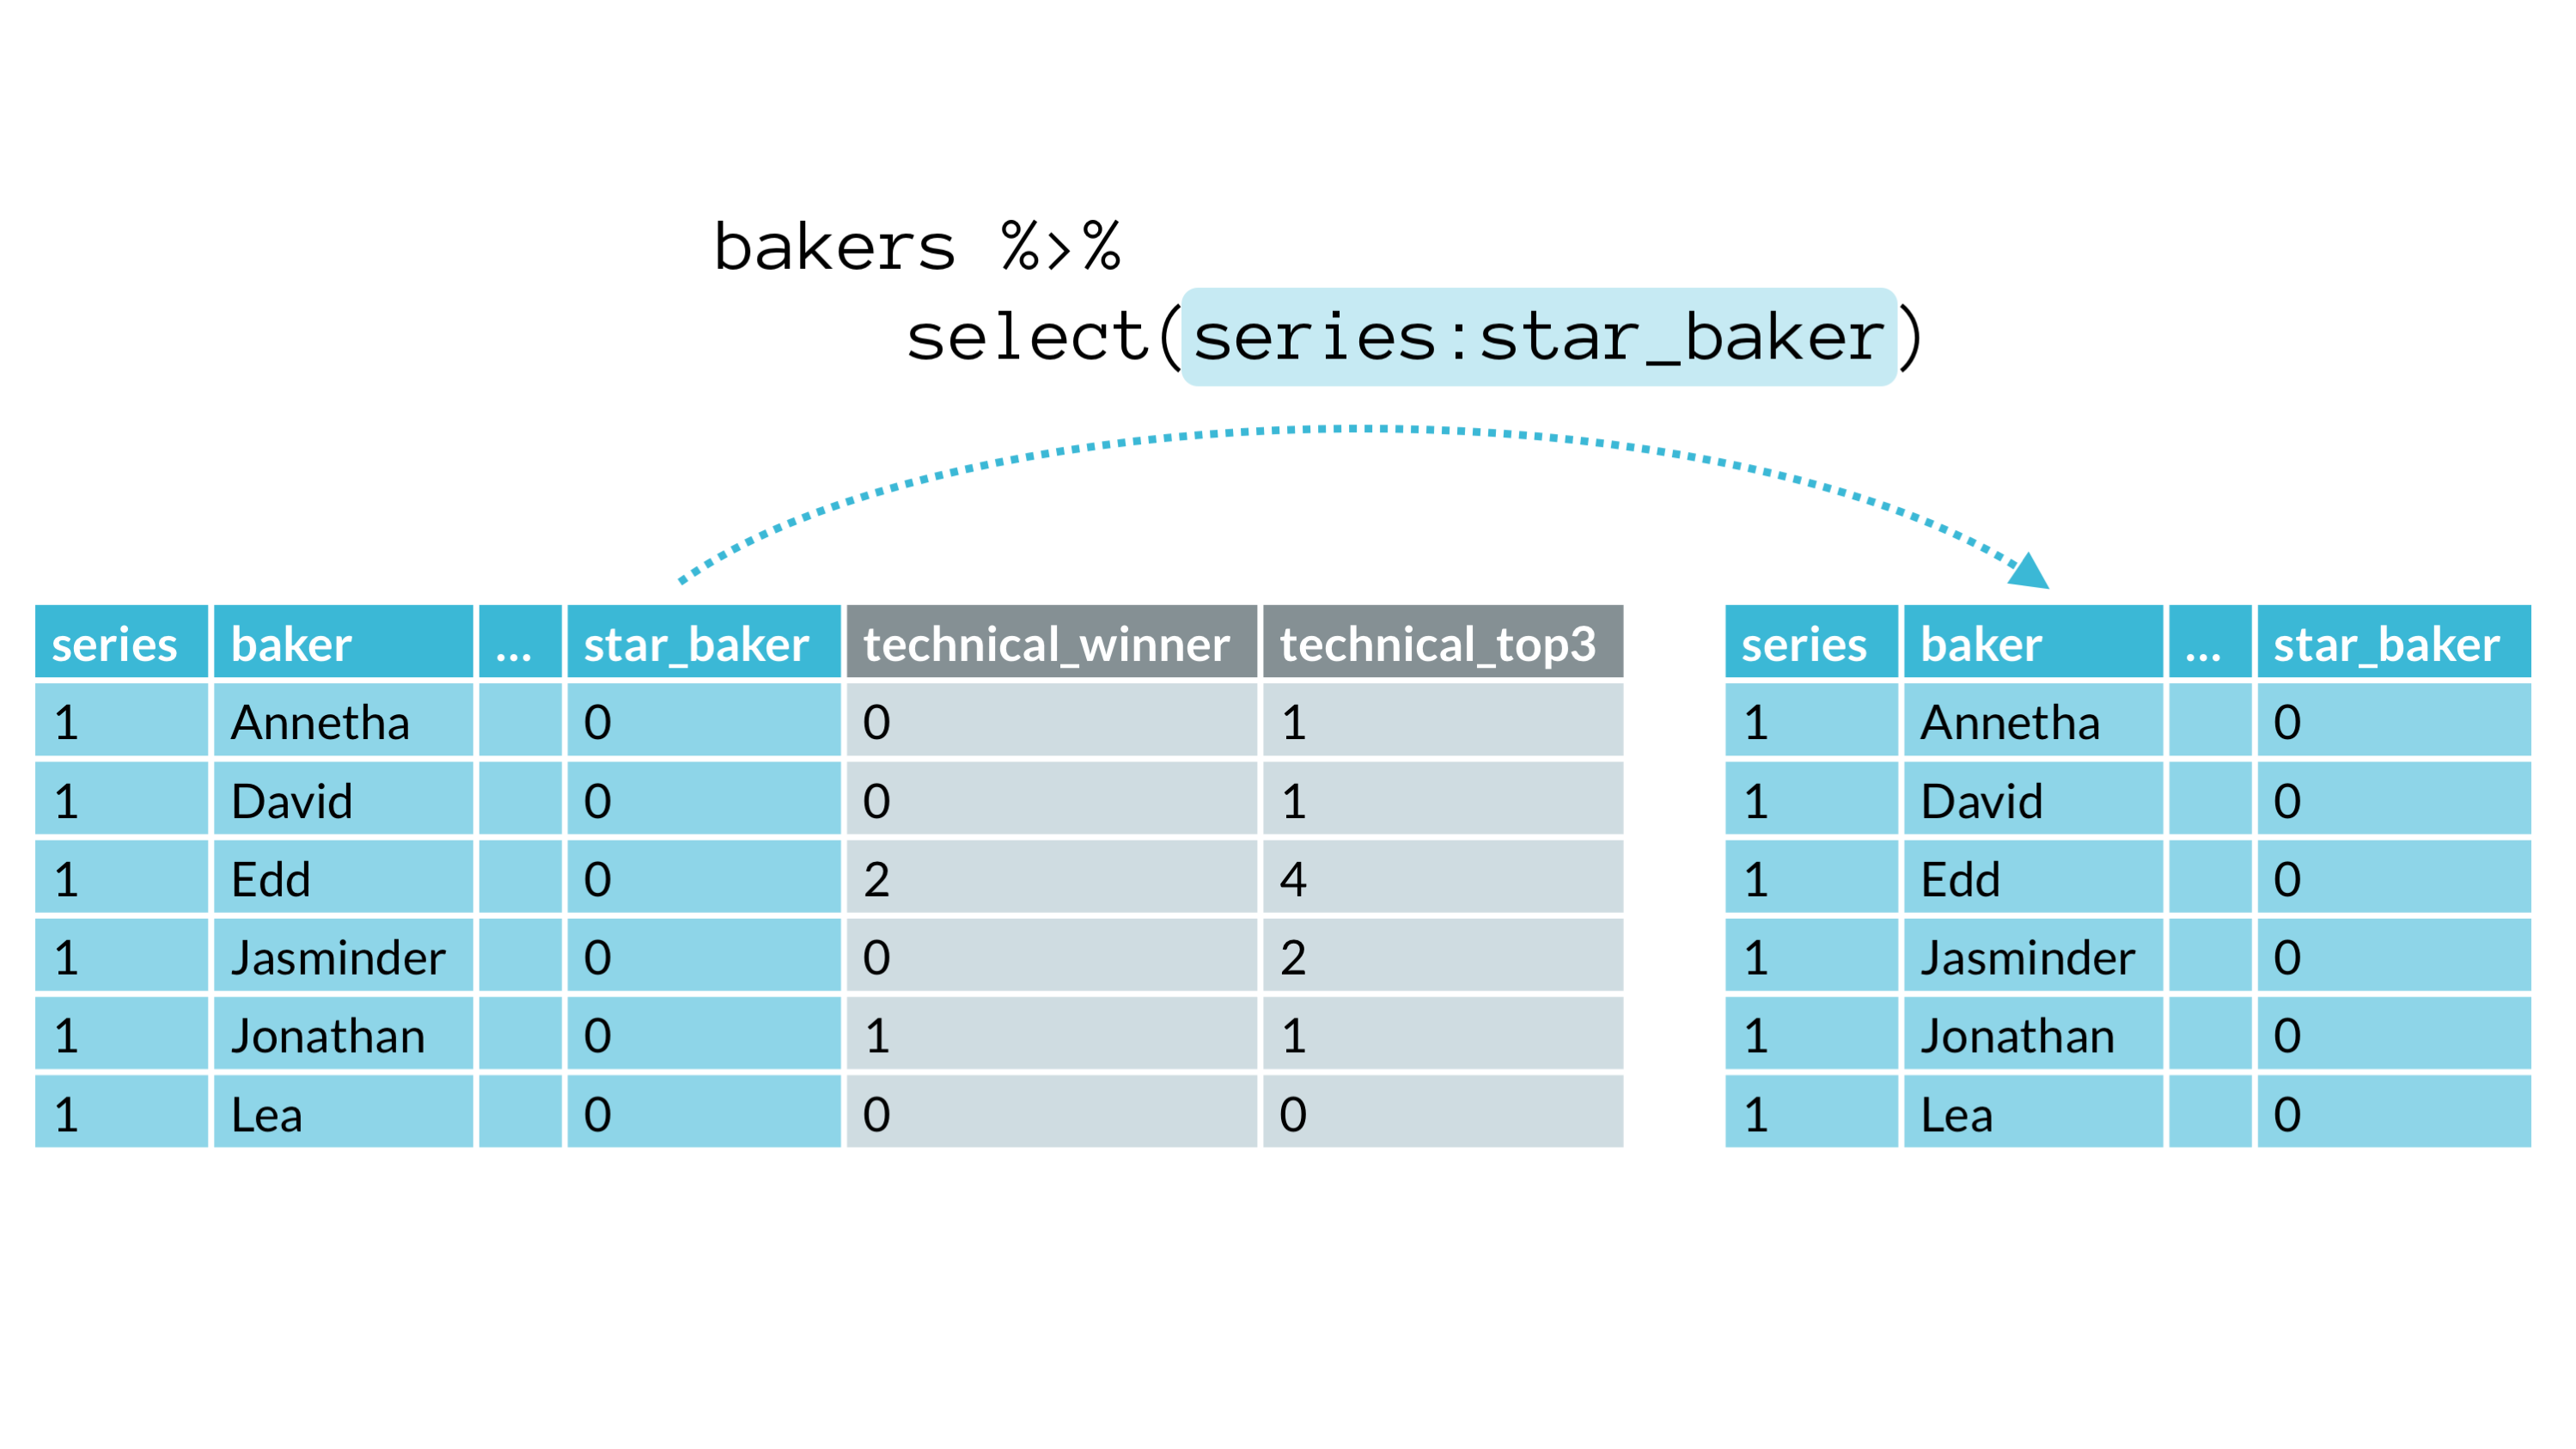 bakers %>%
select(series:star_baker)
series baker ... star_baker technical_winner technical_top3
1 Annetha 0 0 1
1 David 0 0 1
1 Edd 0 2 4
1 Jasminder 0 0 2
1 Jonathan 0 1 1
1 Lea 0 0 0
series baker ... star_baker
1 Annetha 0
1 David 0
1 Edd 0
1 Jasminder 0
1 Jonathan 0
1 Lea 0